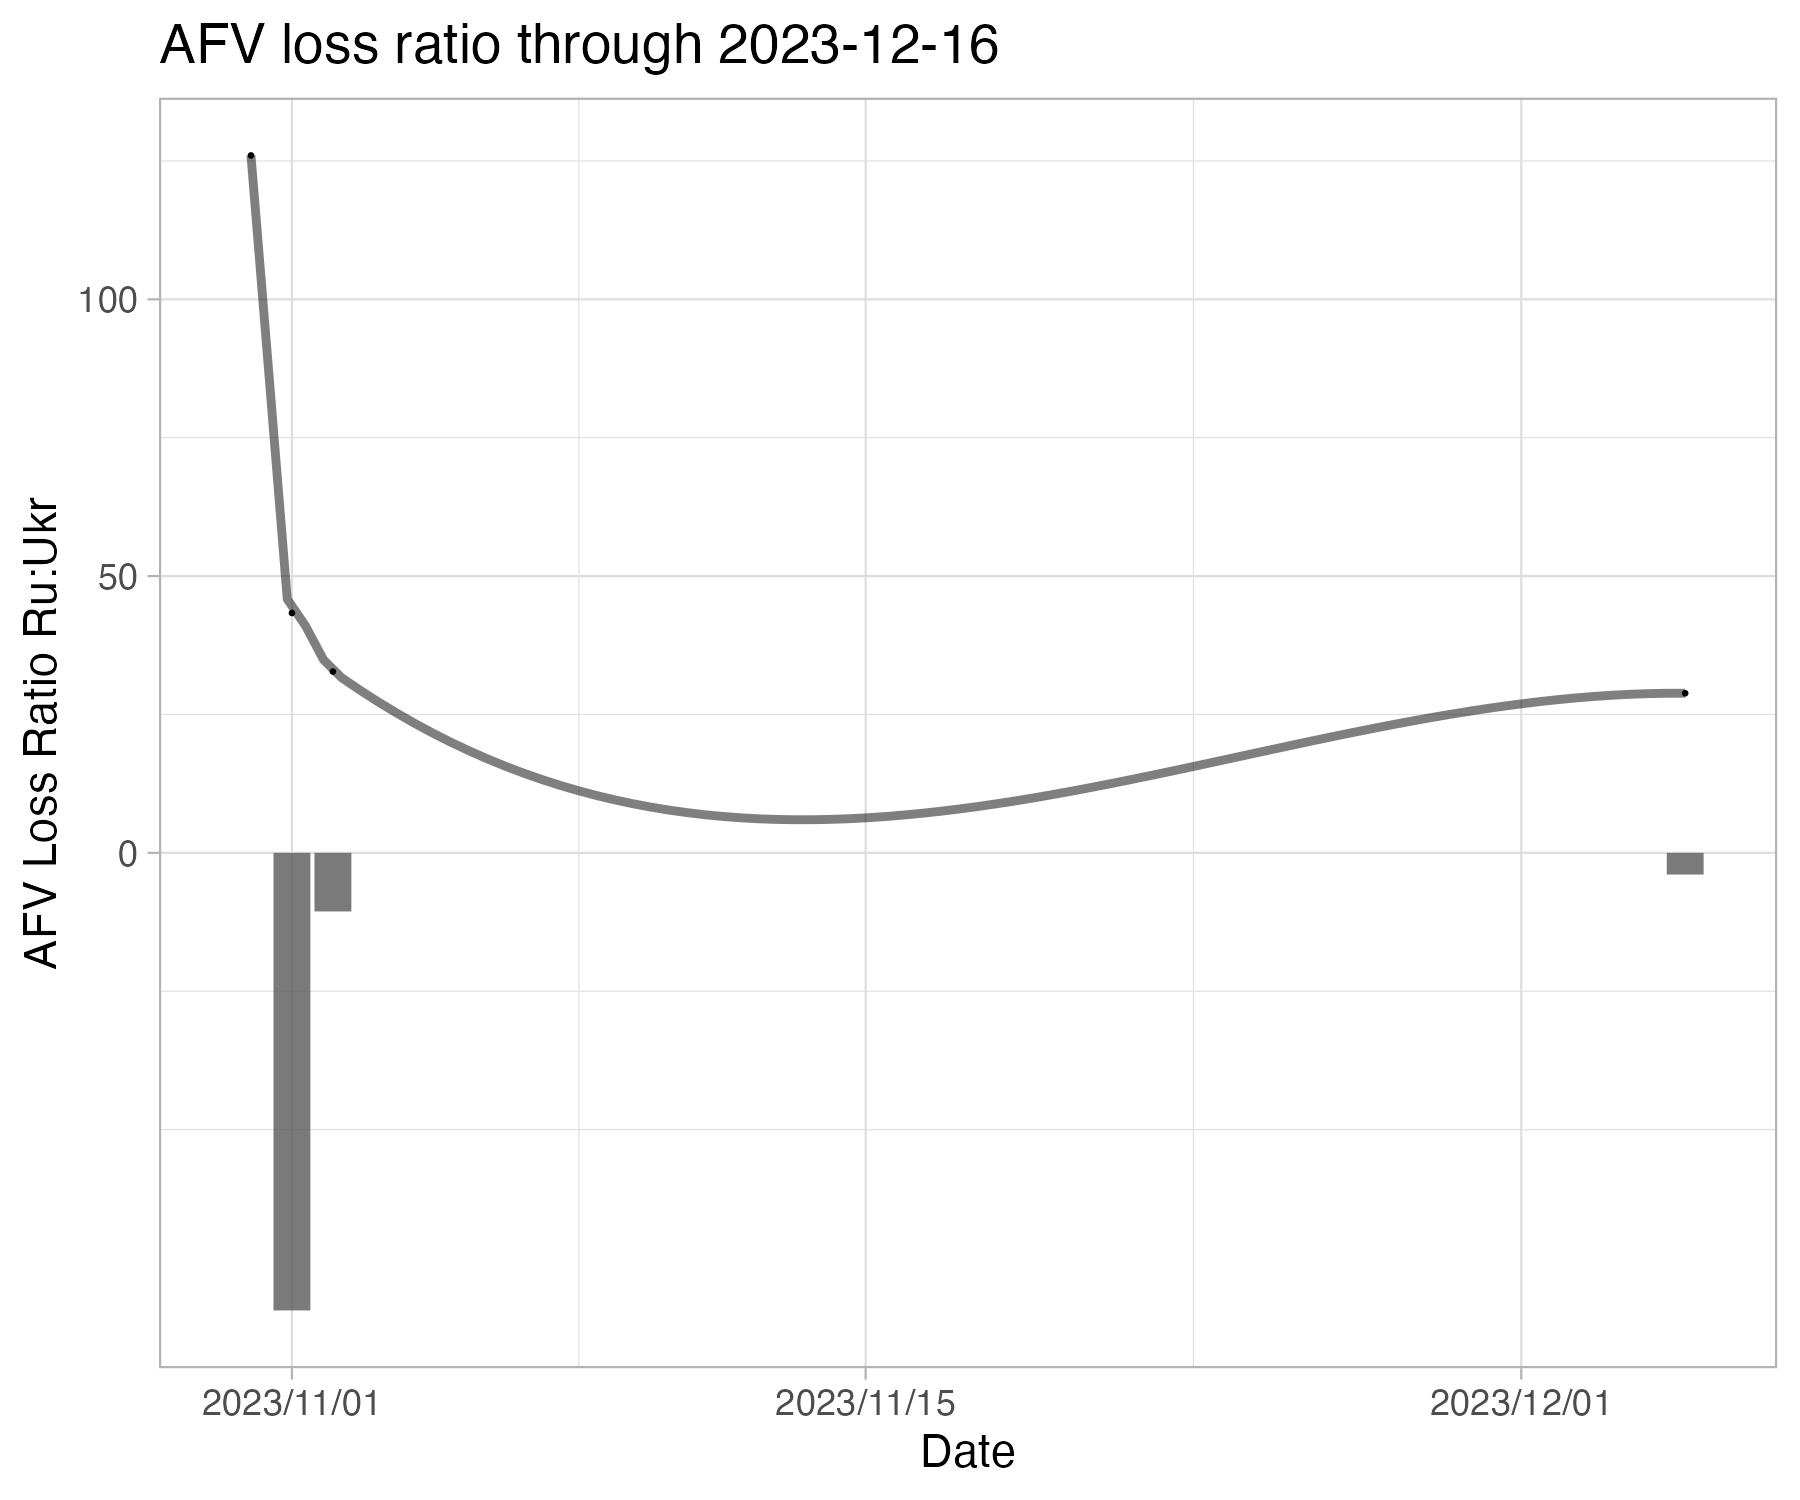 AFV loss ratio through 2023-12-16
AFV Loss Ratio Ru:Ukr
100
50
0
2023/11/01
2023/11/15
2023/12/01
Date